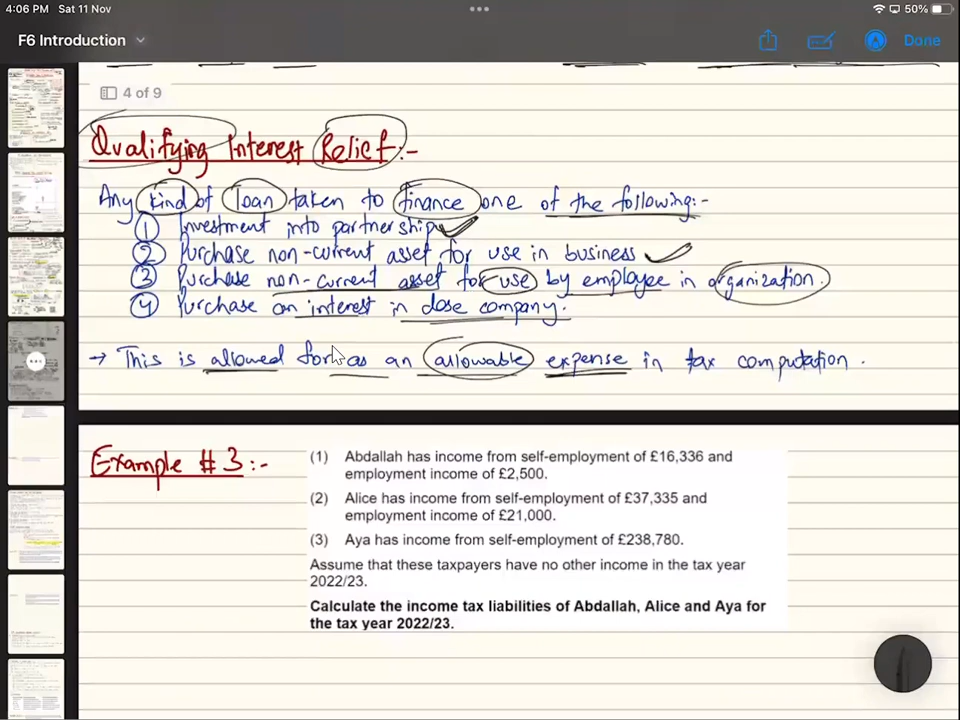 4:06 PM Sat 11 Nov
50%
F6 Introduction
Done
4 of 9
Qualifying Interest Relief:-
Any kind of loan taken to finance one of the following:-
1 Investment into partnership
2 Purchase non-current asset for use in business
3 Purchase non-current asset for use by employee in organization.
4 Purchase an interest in close company.
→ This is allowed for as an allowable expense in tax computation.
Example #3:-
(1) Abdallah has income from self-employment of £16,336 and
employment income of £2,500.
(2) Alice has income from self-employment of £37,335 and
employment income of £21,000.
(3) Aya has income from self-employment of £238,780.
Assume that these taxpayers have no other income in the tax year
2022/23.
Calculate the income tax liabilities of Abdallah, Alice and Aya for
the tax year 2022/23.